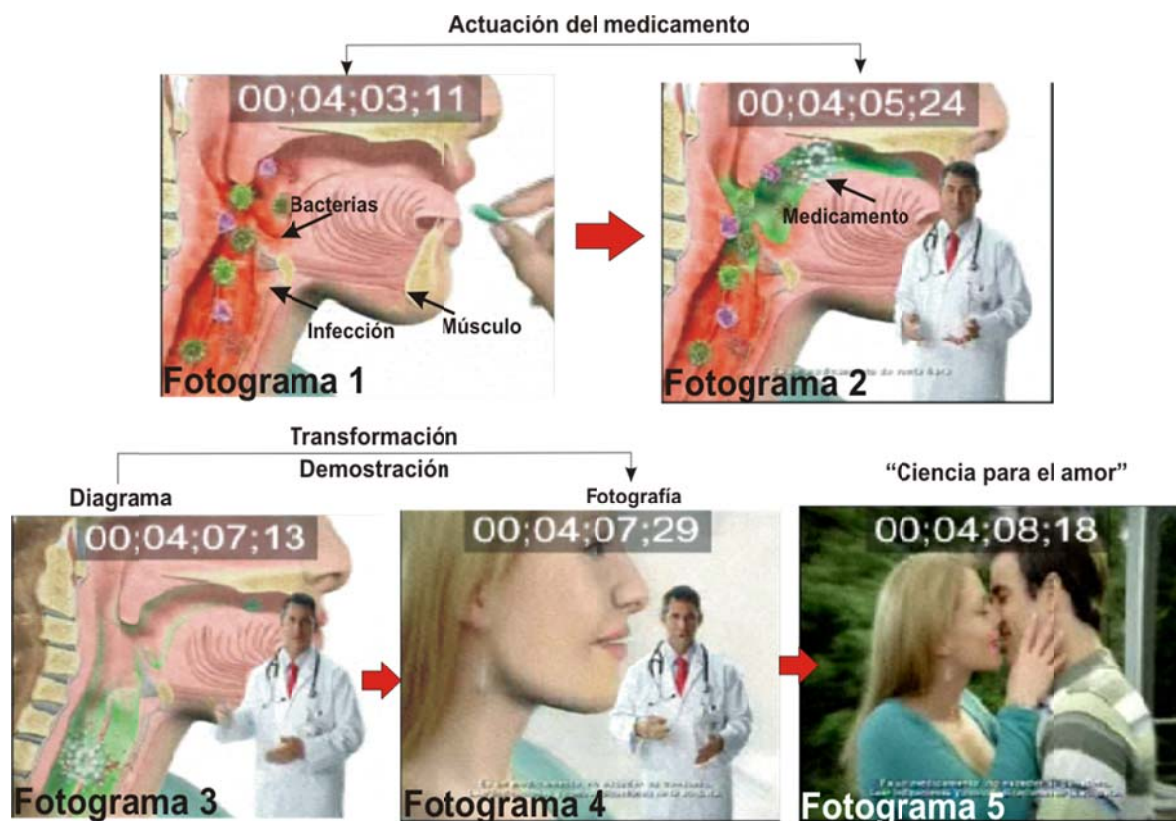 Actuación del medicamento
00;04;03;11
00;04;05;24
Bacterias
Infección
Músculo
Medicamento
Fotograma 1
Fotograma 2
Transformación
Demostración
Diagrama
Fotografía
“Ciencia para el amor”
00;04;07;13
00;04;07;29
00;04;08;18
Fotograma 3
Fotograma 4
Fotograma 5